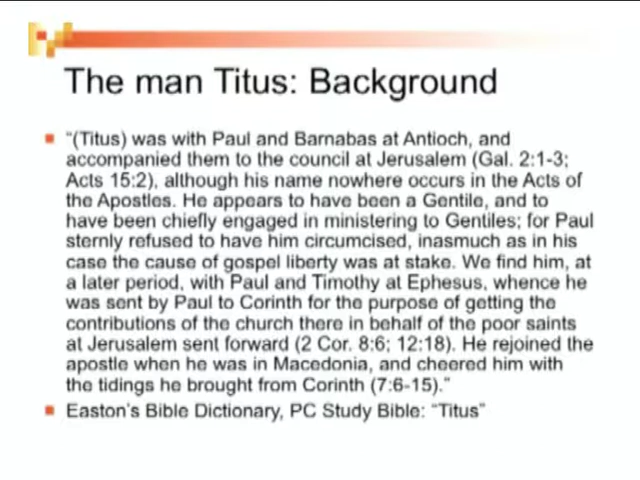 The man Titus: Background
"(Titus) was with Paul and Barnabas at Antioch, and
accompanied them to the council at Jerusalem (Gal. 2:1-3;
Acts 15:2), although his name nowhere occurs in the Acts of
the Apostles. He appears to have been a Gentile, and to
have been chiefly engaged in ministering to Gentiles; for Paul
sternly refused to have him circumcised, inasmuch as in his
case the cause of gospel liberty was at stake. We find him, at
a later period, with Paul and Timothy at Ephesus, whence he
was sent by Paul to Corinth for the purpose of getting the
contributions of the church there in behalf of the poor saints
at Jerusalem sent forward (2 Cor. 8:6; 12:18). He rejoined the
apostle when he was in Macedonia, and cheered him with
the tidings he brought from Corinth (7:6-15)."
Easton's Bible Dictionary, PC Study Bible: "Titus"